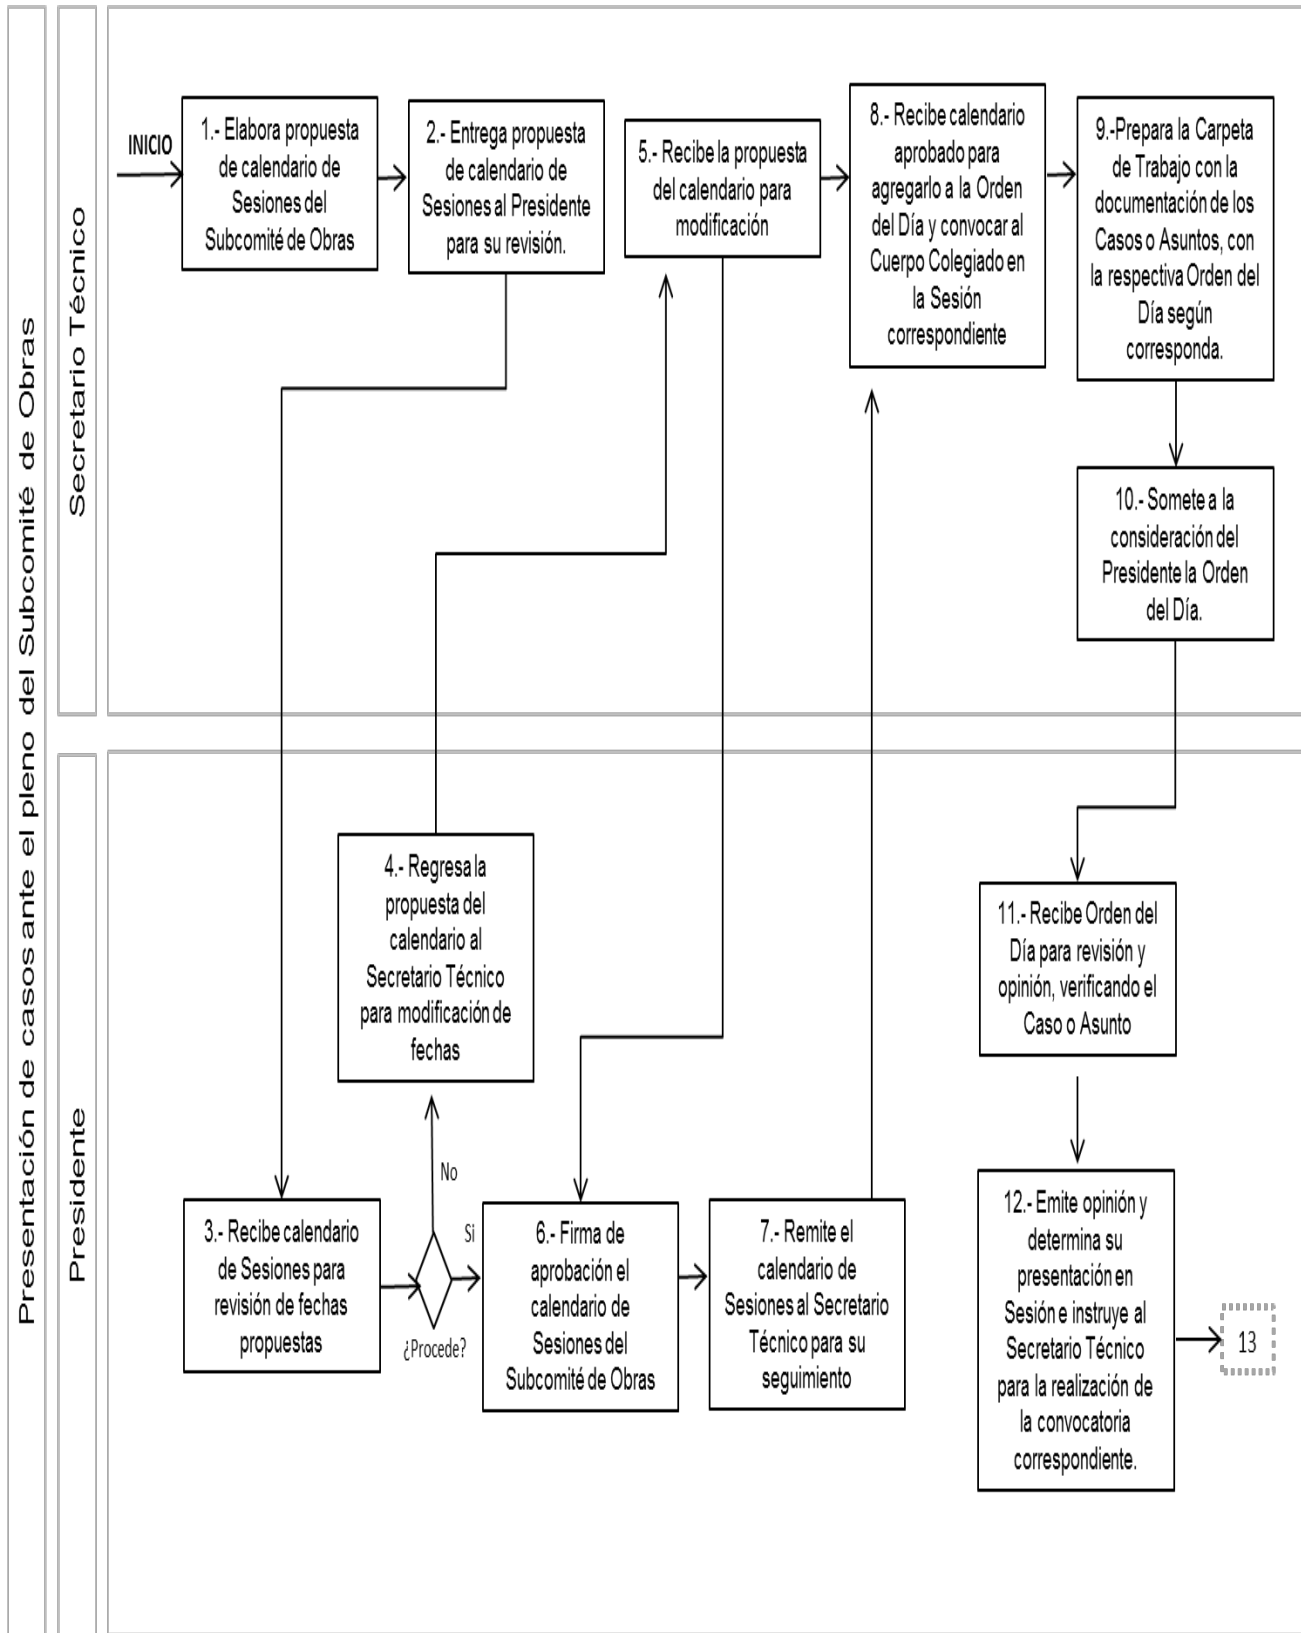 Presentación de casos ante el pleno del Subcomité de Obras
Secretario Técnico
INICIO
1.- Elabora propuesta
de calendario de
Sesiones del
Subcomité de Obras
2.- Entrega propuesta
de calendario de
Sesiones al Presidente
para su revisión.
5.- Recibe la propuesta
del calendario para
modificación
8.- Recibe calendario
aprobado para
agregarlo a la Orden
del Día y convocar al
Cuerpo Colegiado en
la Sesión
correspondiente
9.-Prepara la Carpeta
de Trabajo con la
documentación de los
Casos o Asuntos, con
la respectiva Orden del
Día según
corresponda.
10.- Somete a la
consideración del
Presidente la Orden
del Día.
Presidente
4.- Regresa la
propuesta del
calendario al
Secretario Técnico
para modificación de
fechas
11.- Recibe Orden del
Día para revisión y
opinión, verificando el
Caso o Asunto
No
3.- Recibe calendario
de Sesiones para
revisión de fechas
propuestas
¿Procede?
Si
6.- Firma de
aprobación el
calendario de
Sesiones del
Subcomité de Obras
7.- Remite el
calendario de
Sesiones al Secretario
Técnico para su
seguimiento
12.- Emite opinión y
determina su
presentación en
Sesión e instruye al
Secretario Técnico
para la realización de
la convocatoria
correspondiente.
13